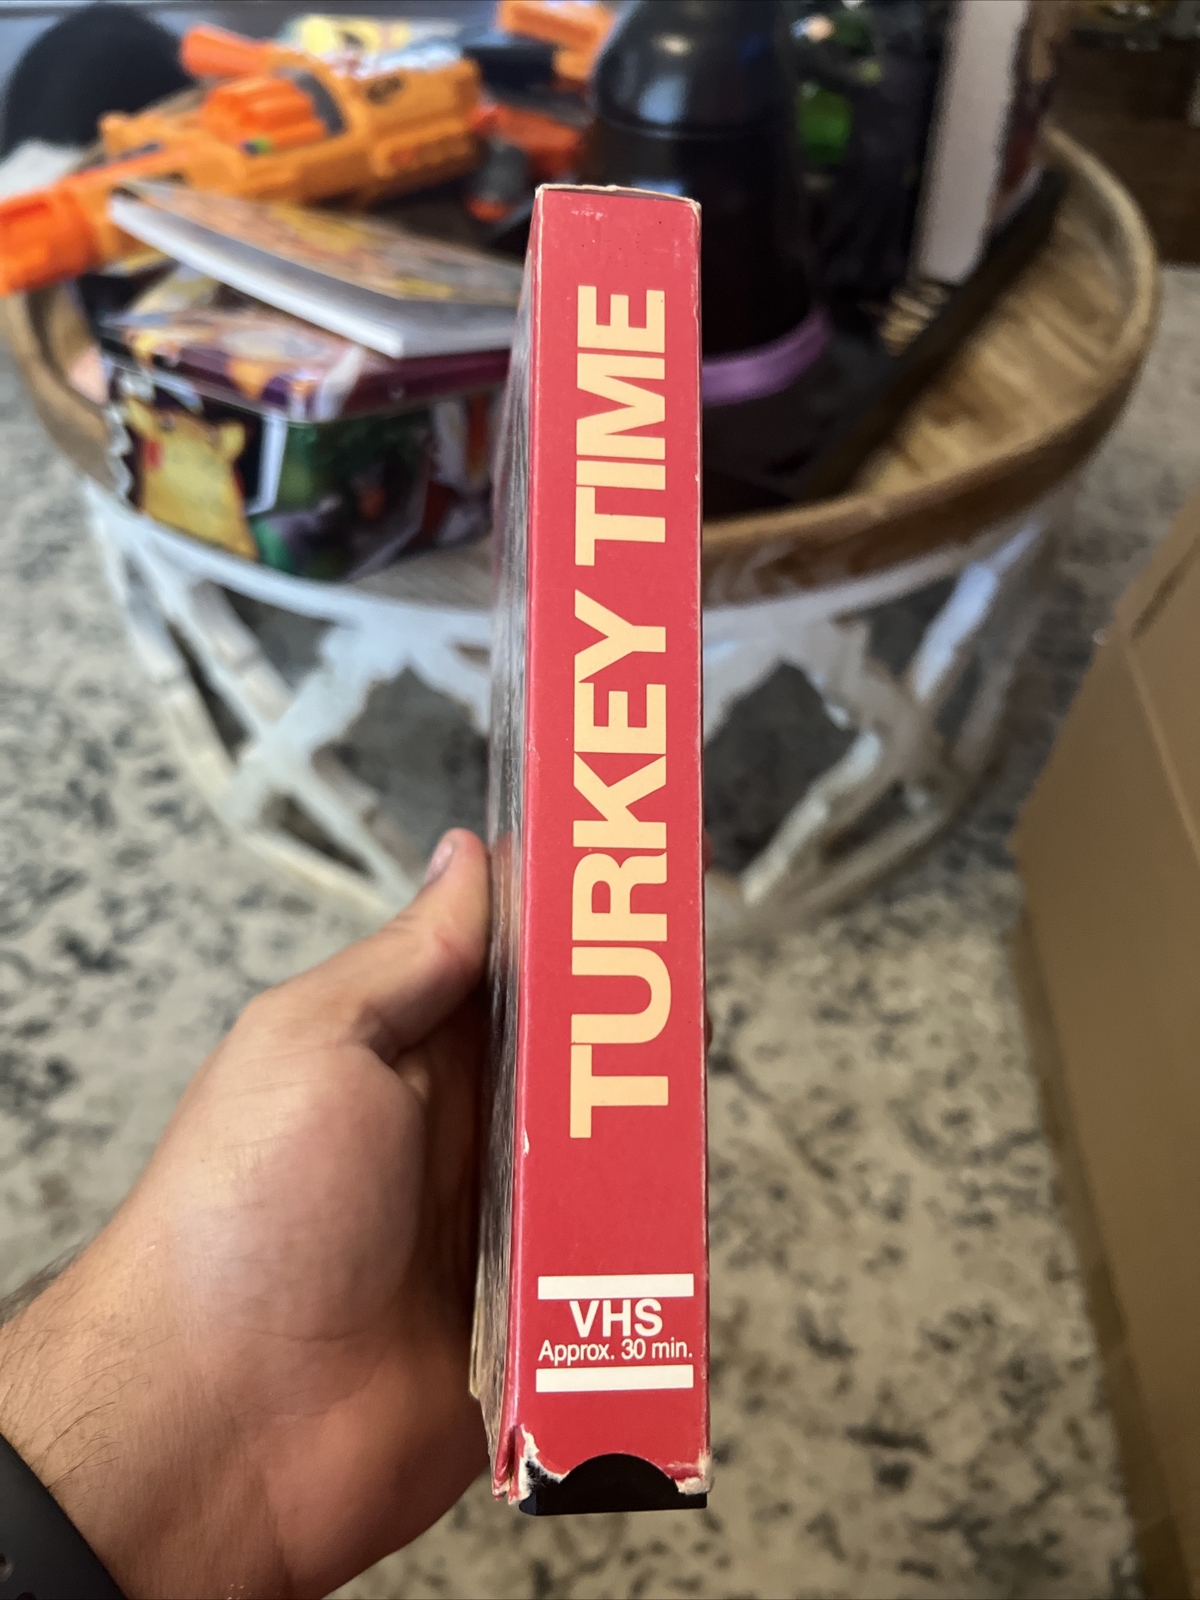 TURKEY TIME
VHS
Approx. 30 min.